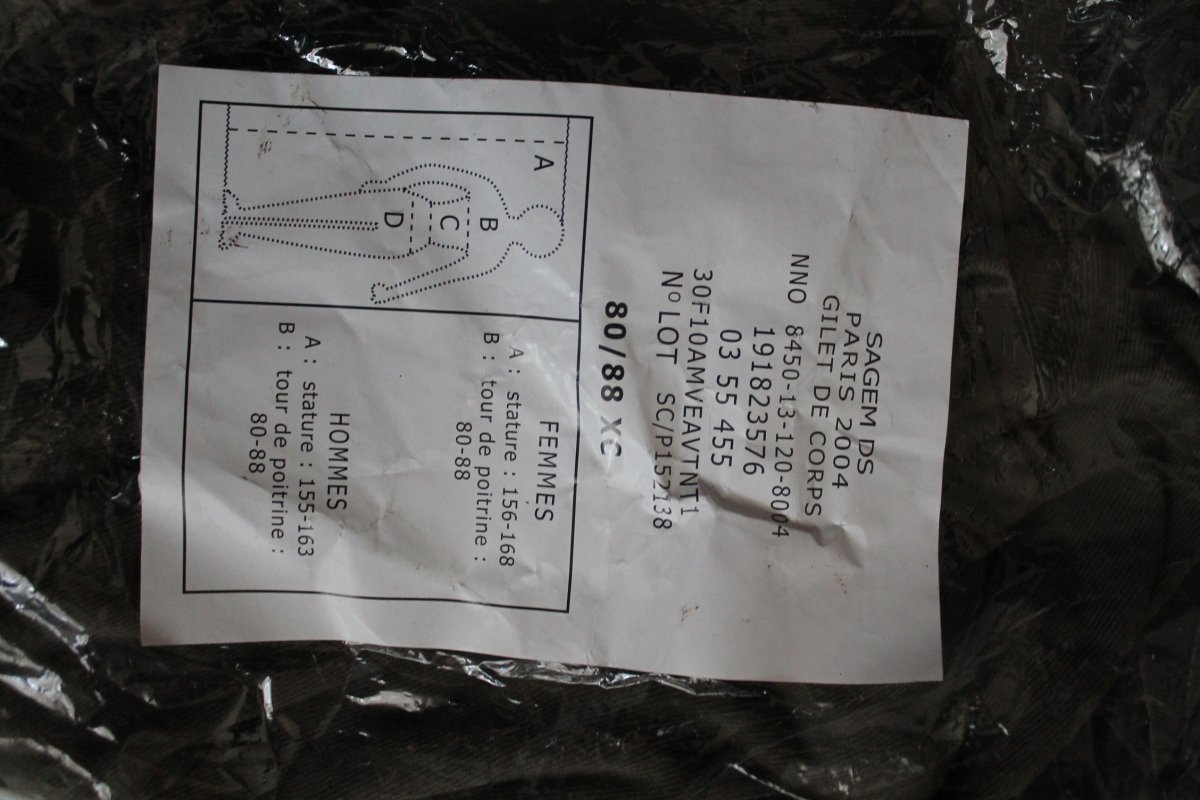 SAGEM DS
PARIS 2004
GILET DE CORPS
NNO 8450-13-120-8004
191823576
03 55 455
30F10AMVEAVTNT1
Nº LOT SC/P152138
80/88 XC
A
B
C
D
FEMMES
A : stature : 156-168
B : tour de poitrine :
80-88
HOMMES
A : stature : 155-163
B : tour de poitrine :
80-88